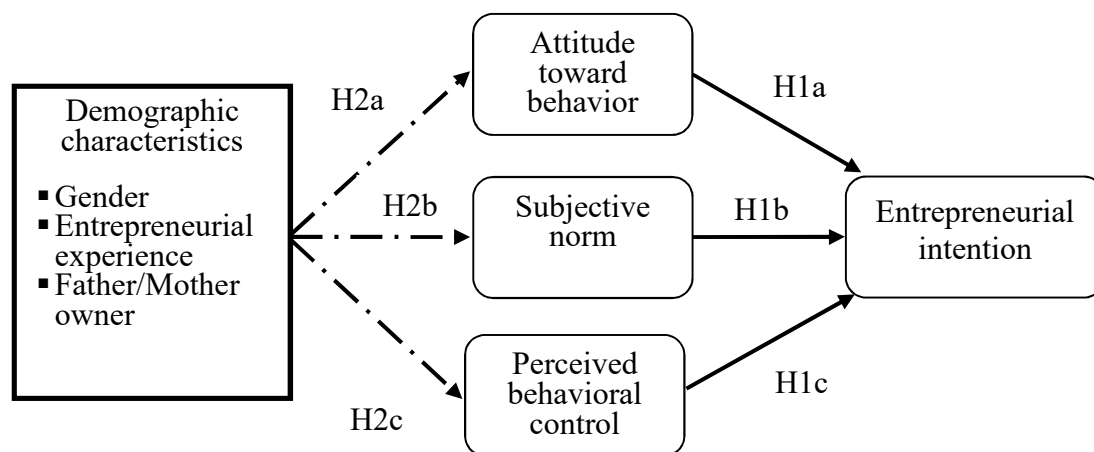 Demographic
characteristics
▪ Gender
▪ Entrepreneurial
experience
▪ Father/Mother
owner
H2a
H2b
H2c
Attitude
toward
behavior
Subjective
norm
Perceived
behavioral
control
H1a
H1b
H1c
Entrepreneurial
intention